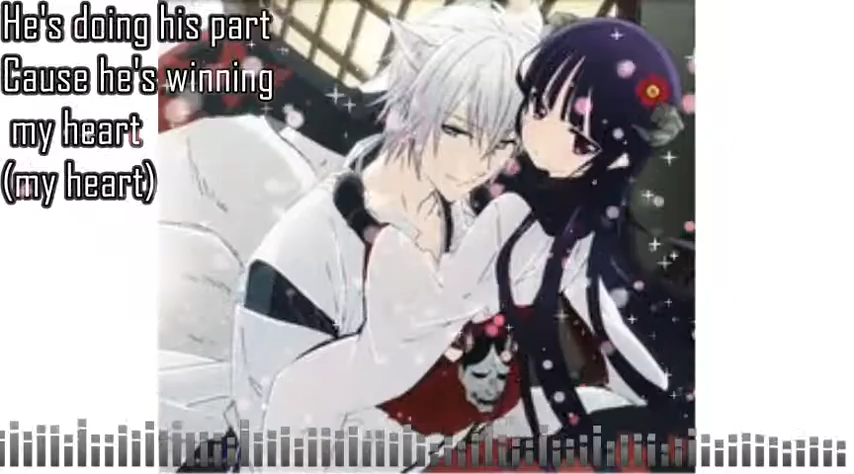 He's doing his part
Cause he's winning
my heart
(my heart)